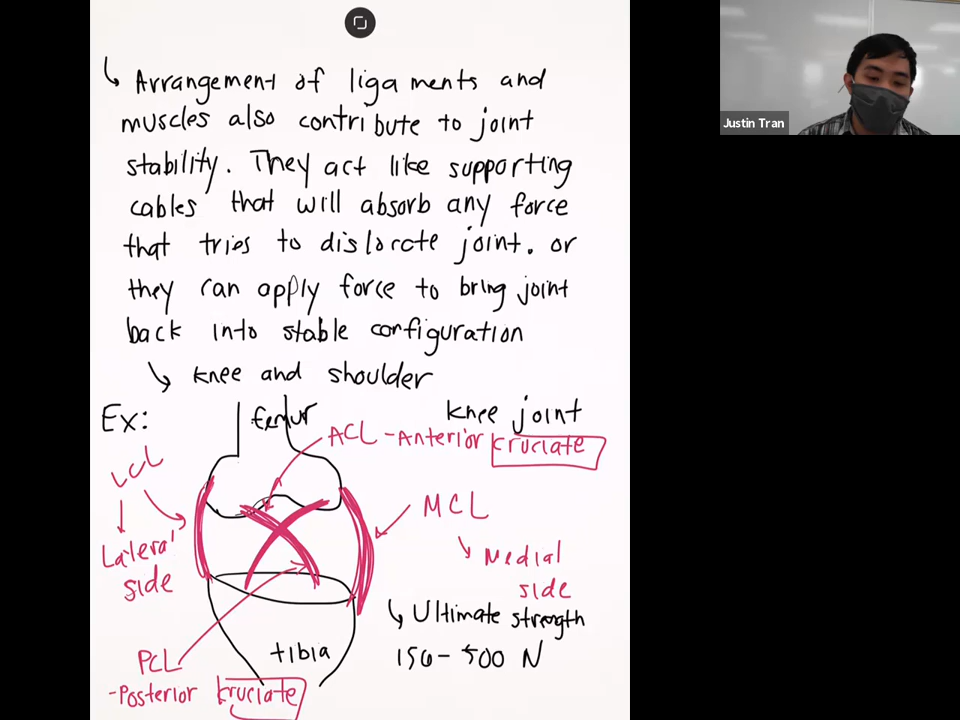 ↳ Arrangement of ligaments and
muscles also contribute to joint
stability. They act like supporting
cables that will absorb any force
that tries to dislocate joint. or
they can apply force to bring joint
back into stable configuration
↳ knee and shoulder
Ex:
femur
knee joint
ACL - Anterior cruciate
LCL
Lateral
side
MCL
↳ Medial
side
↳ Ultimate strength
150 - 500 N
tibia
PCL
- Posterior cruciate
Justin Tran